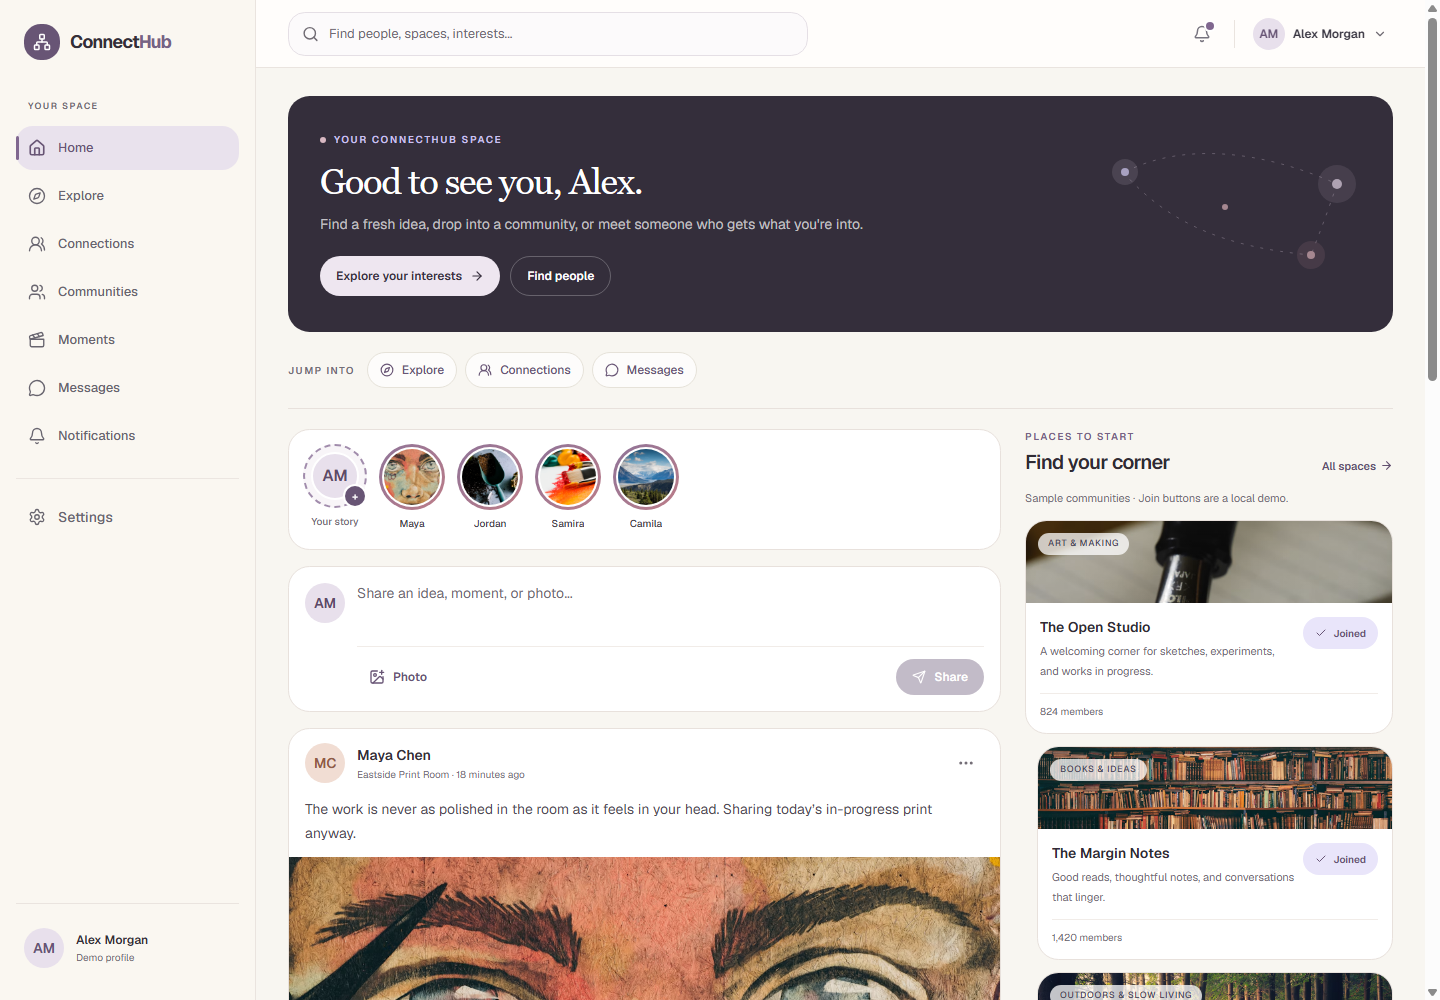 ConnectHub
Find people, spaces, interests...
AM Alex Morgan
YOUR SPACE
Home
Explore
Connections
Communities
Moments
Messages
Notifications
Settings
AM
Alex Morgan
Demo profile
YOUR CONNECTHUB SPACE
Good to see you, Alex.
Find a fresh idea, drop into a community, or meet someone who gets what you're into.
Explore your interests
Find people
JUMP INTO
Explore
Connections
Messages
AM
+
Your story
Maya
Jordan
Samira
Camila
AM
Share an idea, moment, or photo...
Photo
Share
MC
Maya Chen
Eastside Print Room · 18 minutes ago
The work is never as polished in the room as it feels in your head. Sharing today's in-progress print
anyway.
PLACES TO START
Find your corner
All spaces
Sample communities · Join buttons are a local demo.
ART & MAKING
The Open Studio
Joined
A welcoming corner for sketches, experiments,
and works in progress.
824 members
BOOKS & IDEAS
The Margin Notes
Joined
Good reads, thoughtful notes, and conversations
that linger.
1,420 members
OUTDOORS & SLOW LIVING